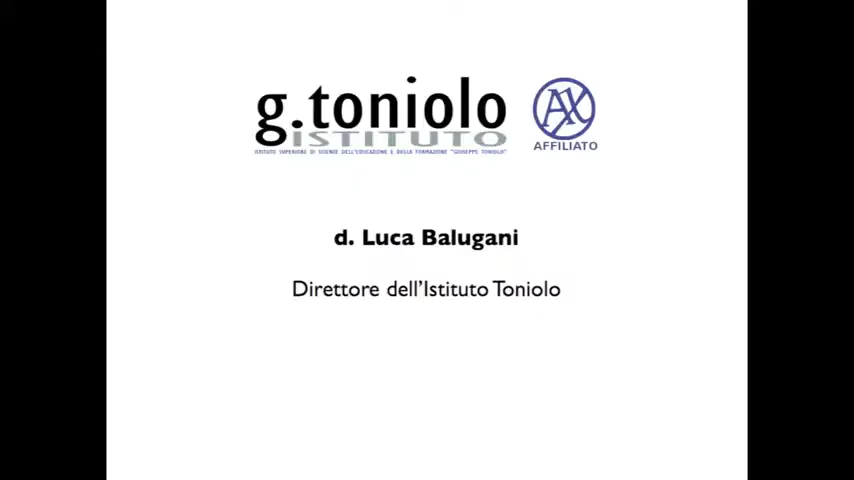 g.toniolo
ISTITUTO
ISTITUTO SUPERIORE DI SCIENZE DELL'EDUCAZIONE E DELLA FORMAZIONE "GIUSEPPE TONIOLO"
AFFILIATO
d. Luca Balugani
Direttore dell'Istituto Toniolo